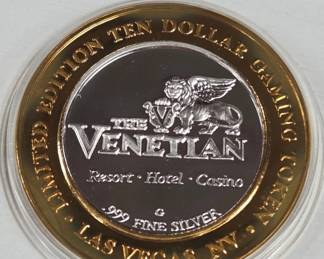 LIMITED EDITION TEN DOLLAR GAMING TOKEN
THE
V
VENETIAN
Resort · Hotel · Casino
G
.999 FINE SILVER
· LAS VEGAS, NV ·